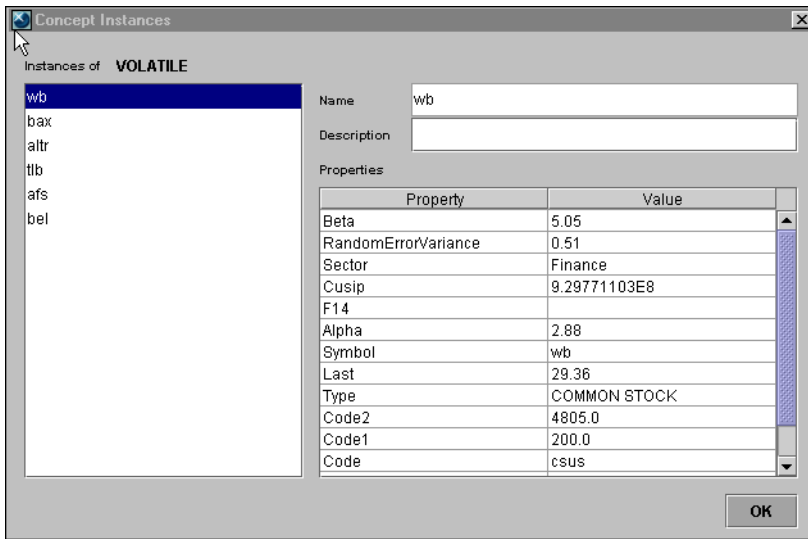 Concept Instances
Instances of VOLATILE
wb
bax
altr
tlb
afs
bel
Name wb
Description
Properties
Property Value
Beta 5.05
RandomErrorVariance 0.51
Sector Finance
Cusip 9.29771103E8
F14
Alpha 2.88
Symbol wb
Last 29.36
Type COMMON STOCK
Code2 4805.0
Code1 200.0
Code csus
OK